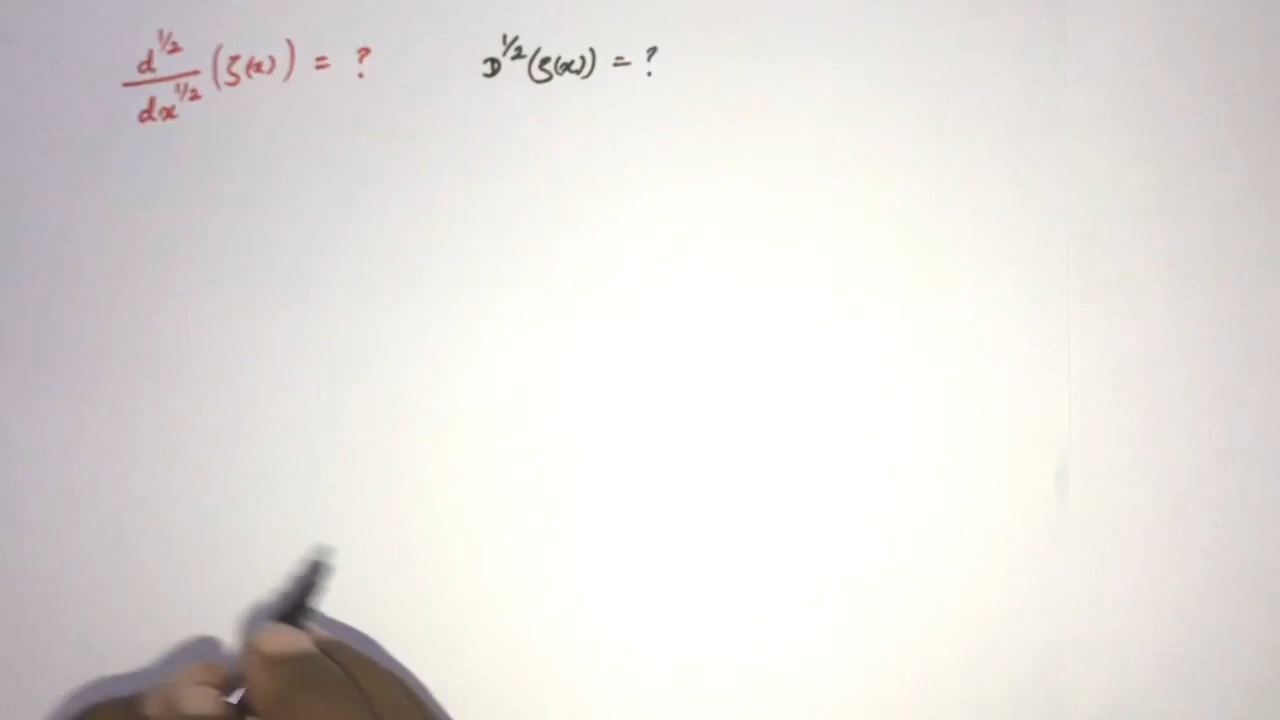 d^{1/2}/dx^{1/2} (ζ(x)) = ? D^{1/2}(ζ(x)) = ?